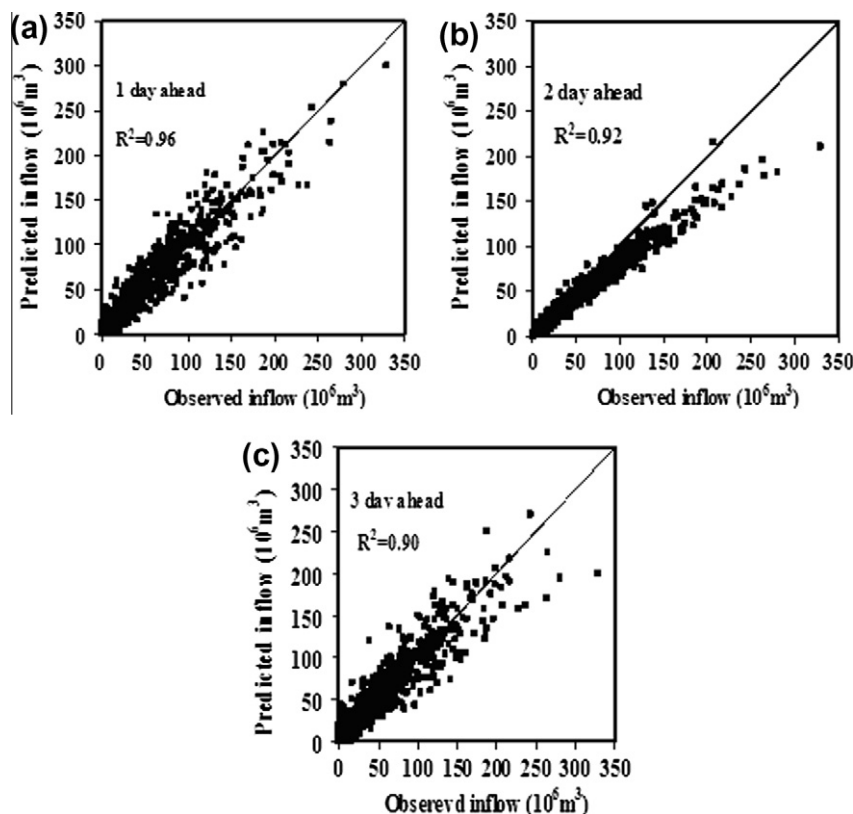 (a)
350
300
250
200
150
100
50
0
Predicted inflow (10⁶m³)
1 day ahead
R²=0.96
0 50 100 150 200 250 300 350
Observed inflow (10⁶m³)
(b)
350
300
250
200
150
100
50
0
Predicted inflow (10⁶m³)
2 day ahead
R²=0.92
0 50 100 150 200 250 300 350
Observed inflow (10⁶m³)
(c)
350
300
250
200
150
100
50
0
Predicted inflow (10⁶m³)
3 day ahead
R²=0.90
0 50 100 150 200 250 300 350
Obserevd inflow (10⁶m³)